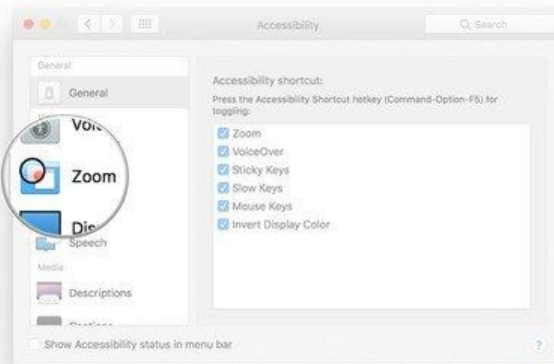 Accessibility
Search
General
General
Zoom
Speech
Media
Descriptions
Accessibility shortcut:
Press the Accessibility Shortcut hotkey (Command-Option-F5) for
toggling:
Zoom
VoiceOver
Sticky Keys
Slow Keys
Mouse Keys
Invert Display Color
Show Accessibility status in menu bar
?